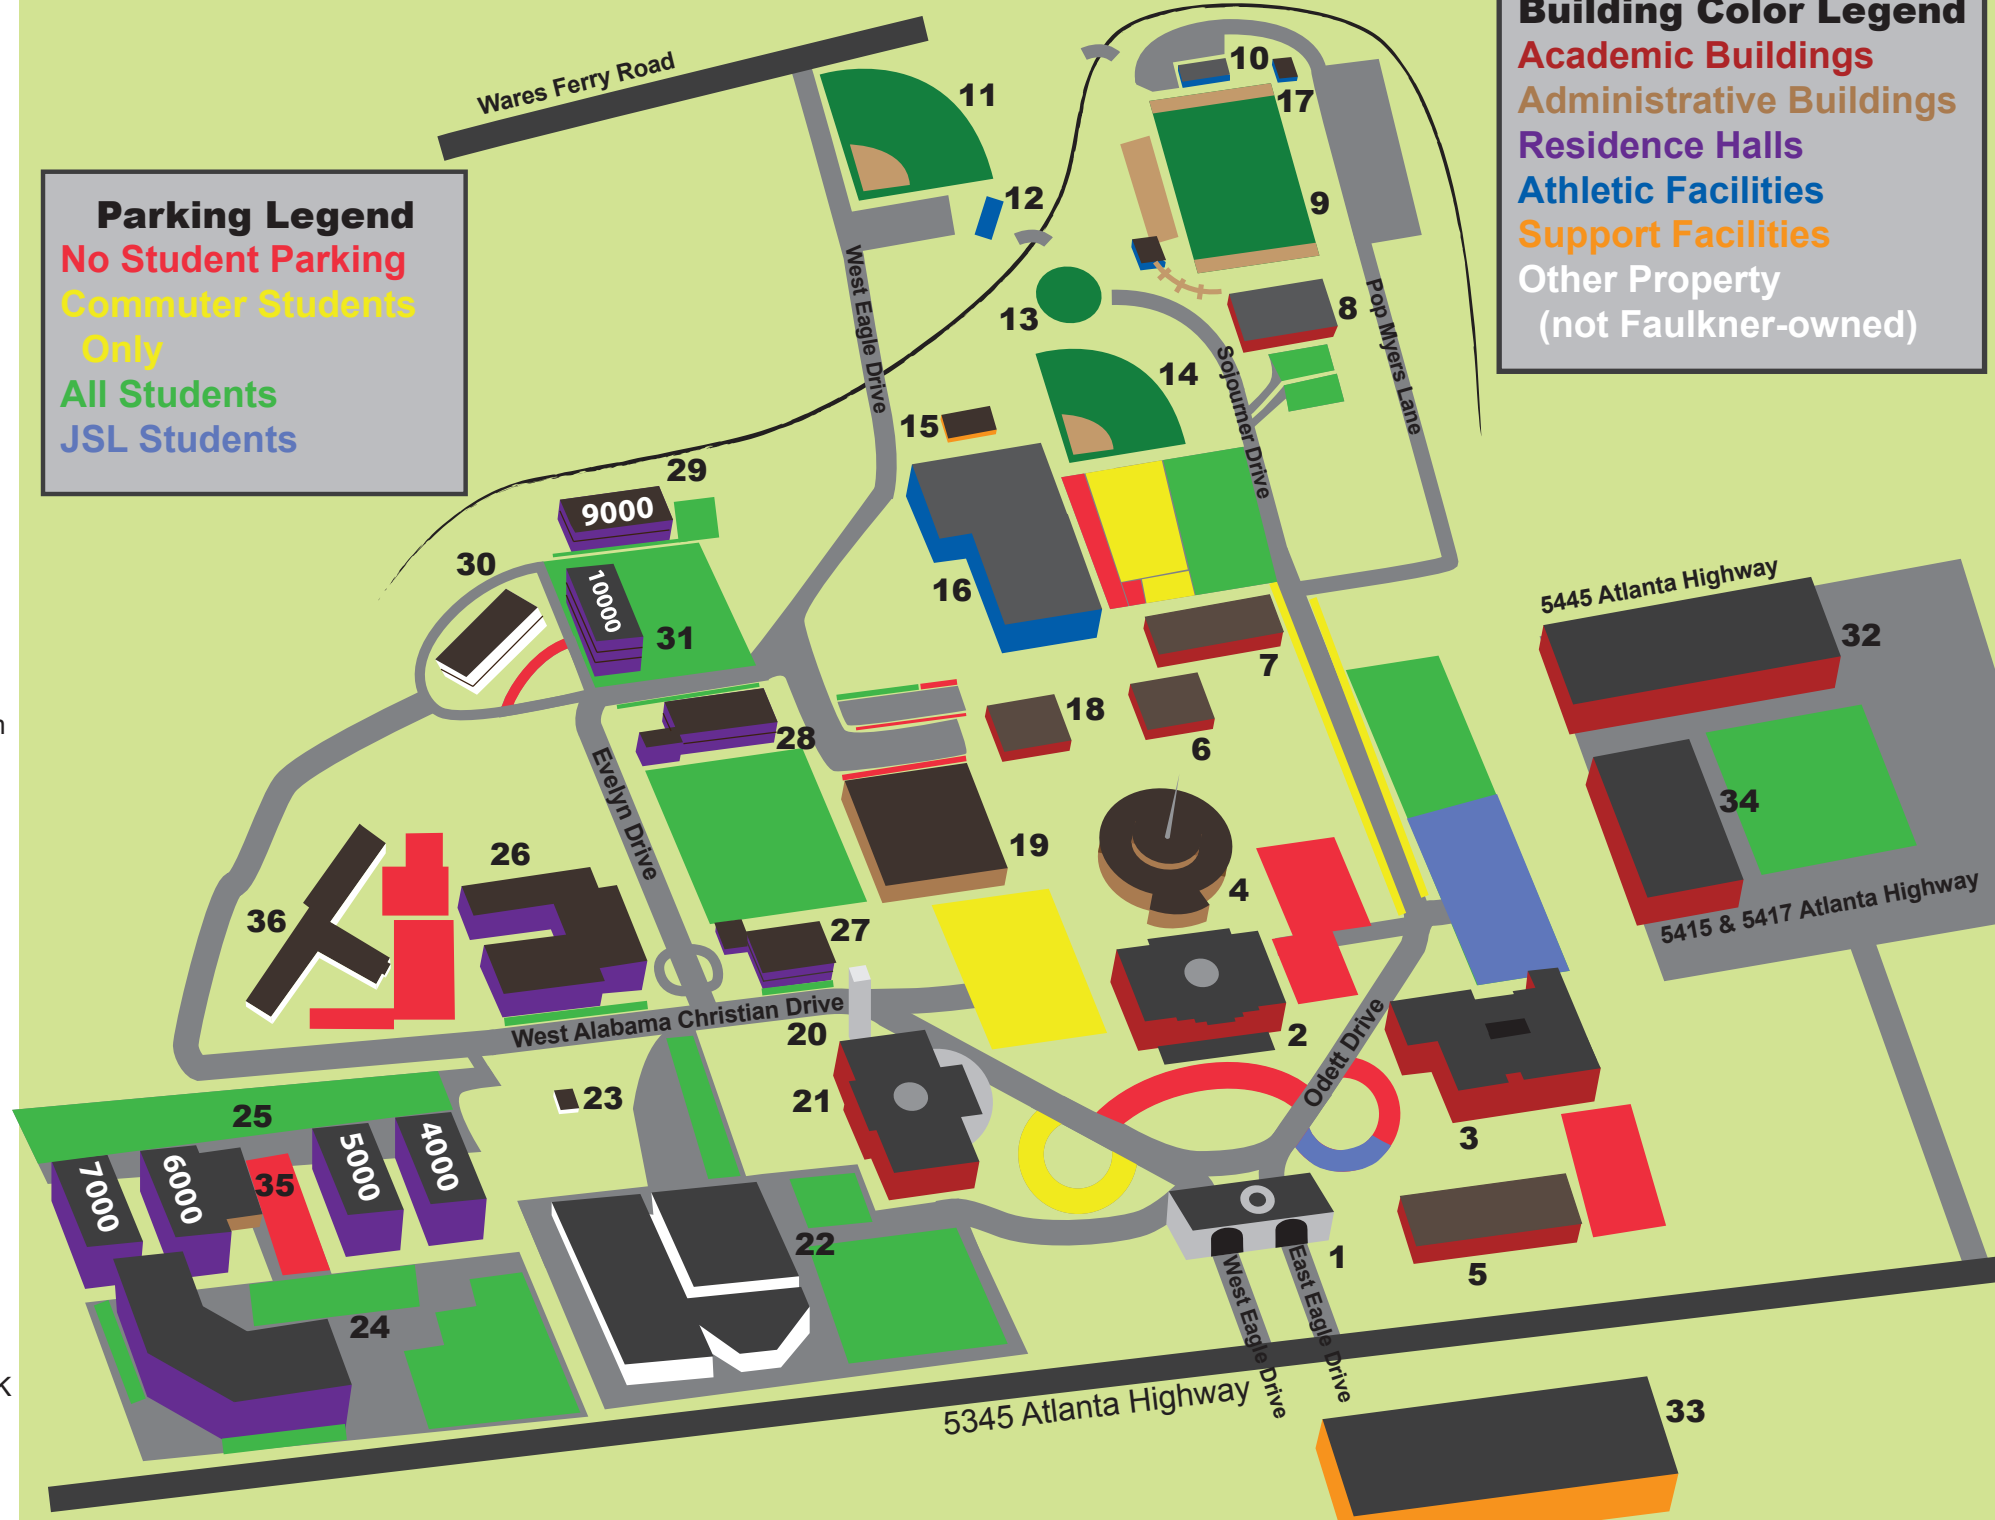 Building Color Legend
Academic Buildings
Administrative Buildings
Residence Halls
Athletic Facilities
Support Facilities
Other Property
(not Faulkner-owned)
Parking Legend
No Student Parking
Commuter Students
Only
All Students
JSL Students
Wares Ferry Road
10
11
17
12
9
West Eagle Drive
13
8
Pop Myers Lane
14
Sojourner Drive
15
29
9000
30
10000
16
31
7
5445 Atlanta Highway
32
18
6
28
Evelyn Drive
34
19
26
4
36
27
5415 & 5417 Atlanta Highway
West Alabama Christian Drive
20
2
Odett Drive
21
23
25
3
7000
6000
35
5000
4000
22
1
5
West Eagle Drive
East Eagle Drive
24
5345 Atlanta Highway
33
n
K